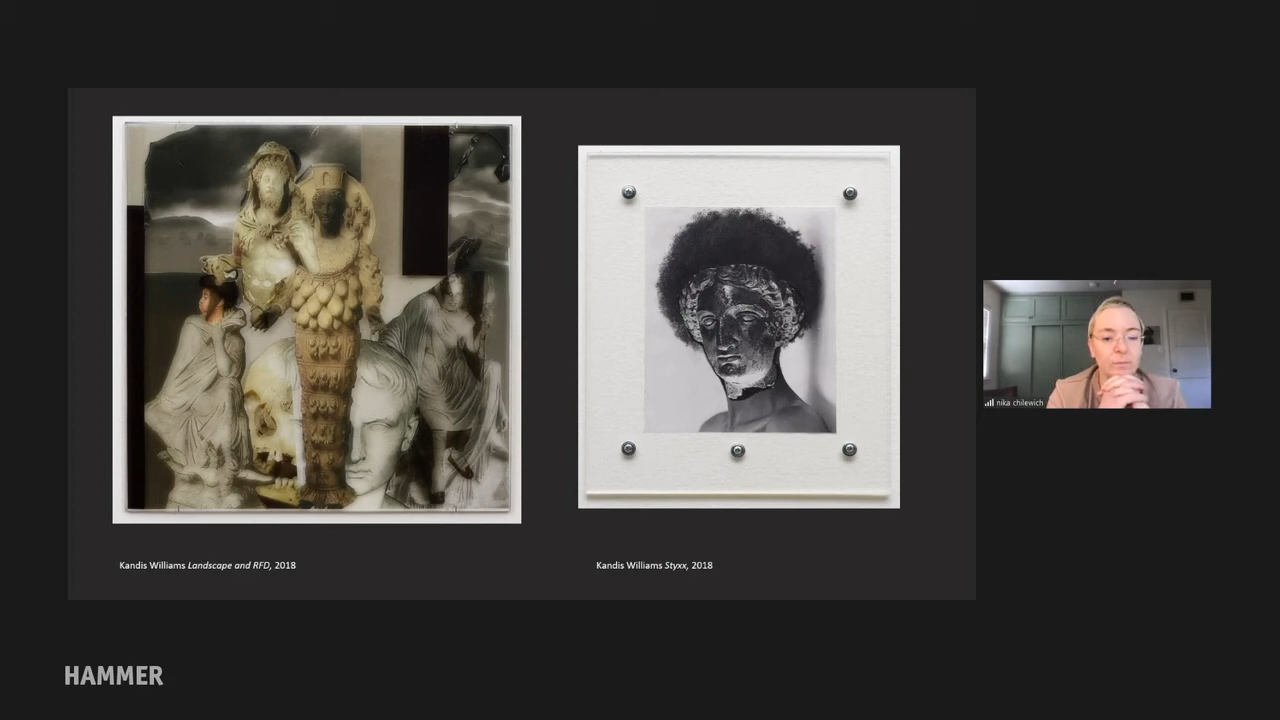 Kandis Williams Landscape and RFD, 2018
Kandis Williams Styxx, 2018
nika chilewich
HAMMER